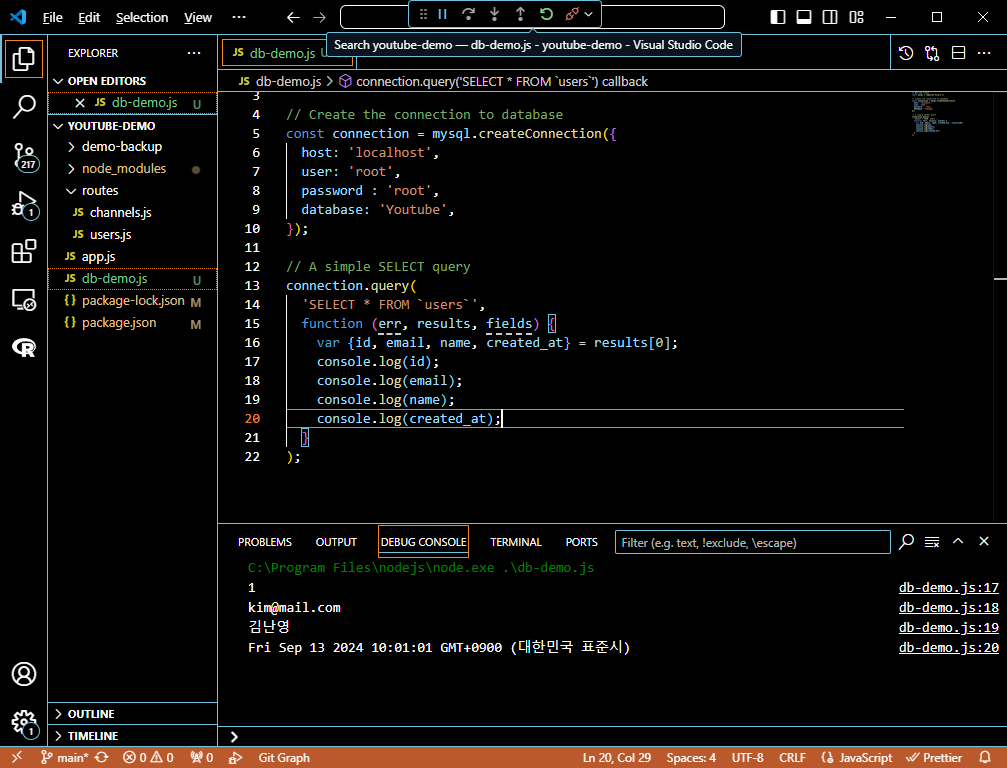 File Edit Selection View ···
Search youtube-demo — db-demo.js - youtube-demo - Visual Studio Code
EXPLORER
OPEN EDITORS
JS db-demo.js U
YOUTUBE-DEMO
demo-backup
node_modules
routes
JS channels.js
JS users.js
JS app.js
JS db-demo.js U
{} package-lock.json M
{} package.json M
OUTLINE
TIMELINE
217
1
1
JS db-demo.js
JS db-demo.js > connection.query('SELECT * FROM `users`') callback
3
4 // Create the connection to database
5 const connection = mysql.createConnection({
6 host: 'localhost',
7 user: 'root',
8 password : 'root',
9 database: 'Youtube',
10 });
11
12 // A simple SELECT query
13 connection.query(
14 'SELECT * FROM `users`',
15 function (err, results, fields) {
16 var {id, email, name, created_at} = results[0];
17 console.log(id);
18 console.log(email);
19 console.log(name);
20 console.log(created_at);
21 }
22 );
PROBLEMS OUTPUT DEBUG CONSOLE TERMINAL PORTS Filter (e.g. text, !exclude, \escape)
C:\Program Files\nodejs\node.exe .\db-demo.js
1 db-demo.js:17
kim@mail.com db-demo.js:18
김난영 db-demo.js:19
Fri Sep 13 2024 10:01:01 GMT+0900 (대한민국 표준시) db-demo.js:20
main* 0 0 0 Git Graph Ln 20, Col 29 Spaces: 4 UTF-8 CRLF {} JavaScript Prettier